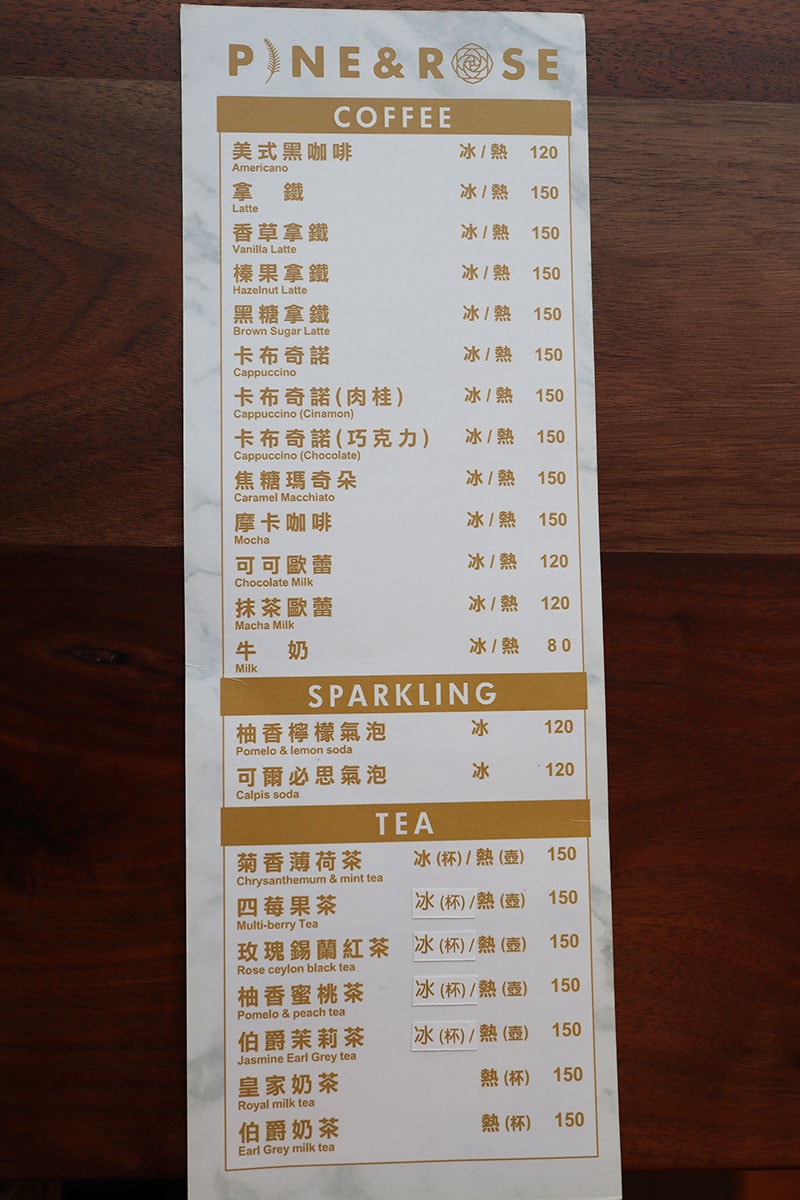 PINE&ROSE
COFFEE
美式黑咖啡 冰/熱 120
Americano
拿 鐵 冰/熱 150
Latte
香草拿鐵 冰/熱 150
Vanilla Latte
榛果拿鐵 冰/熱 150
Hazelnut Latte
黑糖拿鐵 冰/熱 150
Brown Sugar Latte
卡布奇諾 冰/熱 150
Cappuccino
卡布奇諾(肉桂) 冰/熱 150
Cappuccino (Cinamon)
卡布奇諾(巧克力) 冰/熱 150
Cappuccino (Chocolate)
焦糖瑪奇朵 冰/熱 150
Caramel Macchiato
摩卡咖啡 冰/熱 150
Mocha
可可歐蕾 冰/熱 120
Chocolate Milk
抹茶歐蕾 冰/熱 120
Macha Milk
牛 奶 冰/熱 80
Milk
SPARKLING
柚香檸檬氣泡 冰 120
Pomelo & lemon soda
可爾必思氣泡 冰 120
Calpis soda
TEA
菊香薄荷茶 冰(杯)/熱(壺) 150
Chrysanthemum & mint tea
四莓果茶 冰(杯)/熱(壺) 150
Multi-berry Tea
玫瑰錫蘭紅茶 冰(杯)/熱(壺) 150
Rose ceylon black tea
柚香蜜桃茶 冰(杯)/熱(壺) 150
Pomelo & peach tea
伯爵茉莉茶 冰(杯)/熱(壺) 150
Jasmine Earl Grey tea
皇家奶茶 熱(杯) 150
Royal milk tea
伯爵奶茶 熱(杯) 150
Earl Grey milk tea